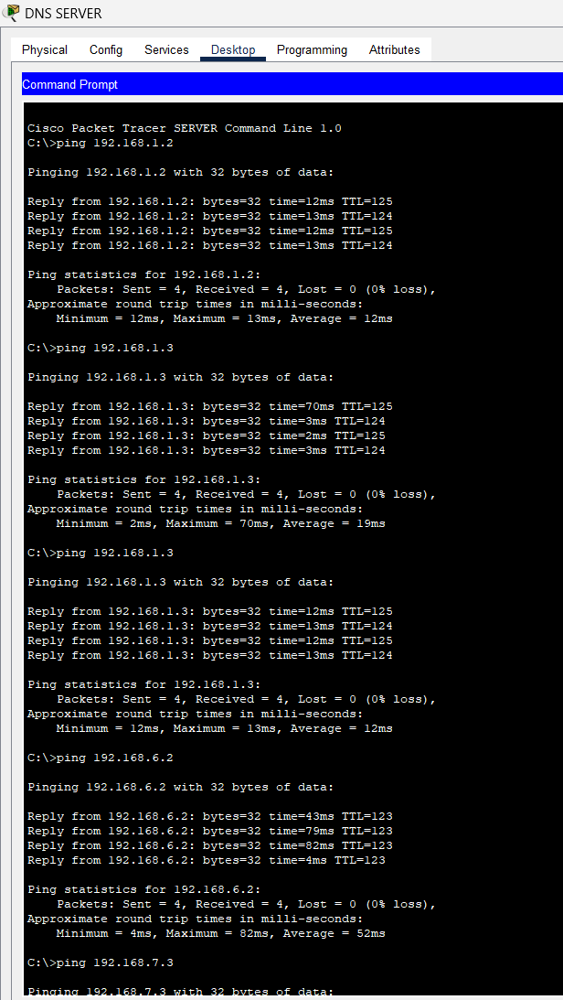 DNS SERVER
Physical Config Services Desktop Programming Attributes
Command Prompt
Cisco Packet Tracer SERVER Command Line 1.0
C:\>ping 192.168.1.2
Pinging 192.168.1.2 with 32 bytes of data:
Reply from 192.168.1.2: bytes=32 time=12ms TTL=125
Reply from 192.168.1.2: bytes=32 time=13ms TTL=124
Reply from 192.168.1.2: bytes=32 time=12ms TTL=125
Reply from 192.168.1.2: bytes=32 time=13ms TTL=124
Ping statistics for 192.168.1.2:
Packets: Sent = 4, Received = 4, Lost = 0 (0% loss),
Approximate round trip times in milli-seconds:
Minimum = 12ms, Maximum = 13ms, Average = 12ms
C:\>ping 192.168.1.3
Pinging 192.168.1.3 with 32 bytes of data:
Reply from 192.168.1.3: bytes=32 time=70ms TTL=125
Reply from 192.168.1.3: bytes=32 time=3ms TTL=124
Reply from 192.168.1.3: bytes=32 time=2ms TTL=125
Reply from 192.168.1.3: bytes=32 time=3ms TTL=124
Ping statistics for 192.168.1.3:
Packets: Sent = 4, Received = 4, Lost = 0 (0% loss),
Approximate round trip times in milli-seconds:
Minimum = 2ms, Maximum = 70ms, Average = 19ms
C:\>ping 192.168.1.3
Pinging 192.168.1.3 with 32 bytes of data:
Reply from 192.168.1.3: bytes=32 time=12ms TTL=125
Reply from 192.168.1.3: bytes=32 time=13ms TTL=124
Reply from 192.168.1.3: bytes=32 time=12ms TTL=125
Reply from 192.168.1.3: bytes=32 time=13ms TTL=124
Ping statistics for 192.168.1.3:
Packets: Sent = 4, Received = 4, Lost = 0 (0% loss),
Approximate round trip times in milli-seconds:
Minimum = 12ms, Maximum = 13ms, Average = 12ms
C:\>ping 192.168.6.2
Pinging 192.168.6.2 with 32 bytes of data:
Reply from 192.168.6.2: bytes=32 time=43ms TTL=123
Reply from 192.168.6.2: bytes=32 time=79ms TTL=123
Reply from 192.168.6.2: bytes=32 time=82ms TTL=123
Reply from 192.168.6.2: bytes=32 time=4ms TTL=123
Ping statistics for 192.168.6.2:
Packets: Sent = 4, Received = 4, Lost = 0 (0% loss),
Approximate round trip times in milli-seconds:
Minimum = 4ms, Maximum = 82ms, Average = 52ms
C:\>ping 192.168.7.3
Pinging 192.168.7.3 with 32 bytes of data: